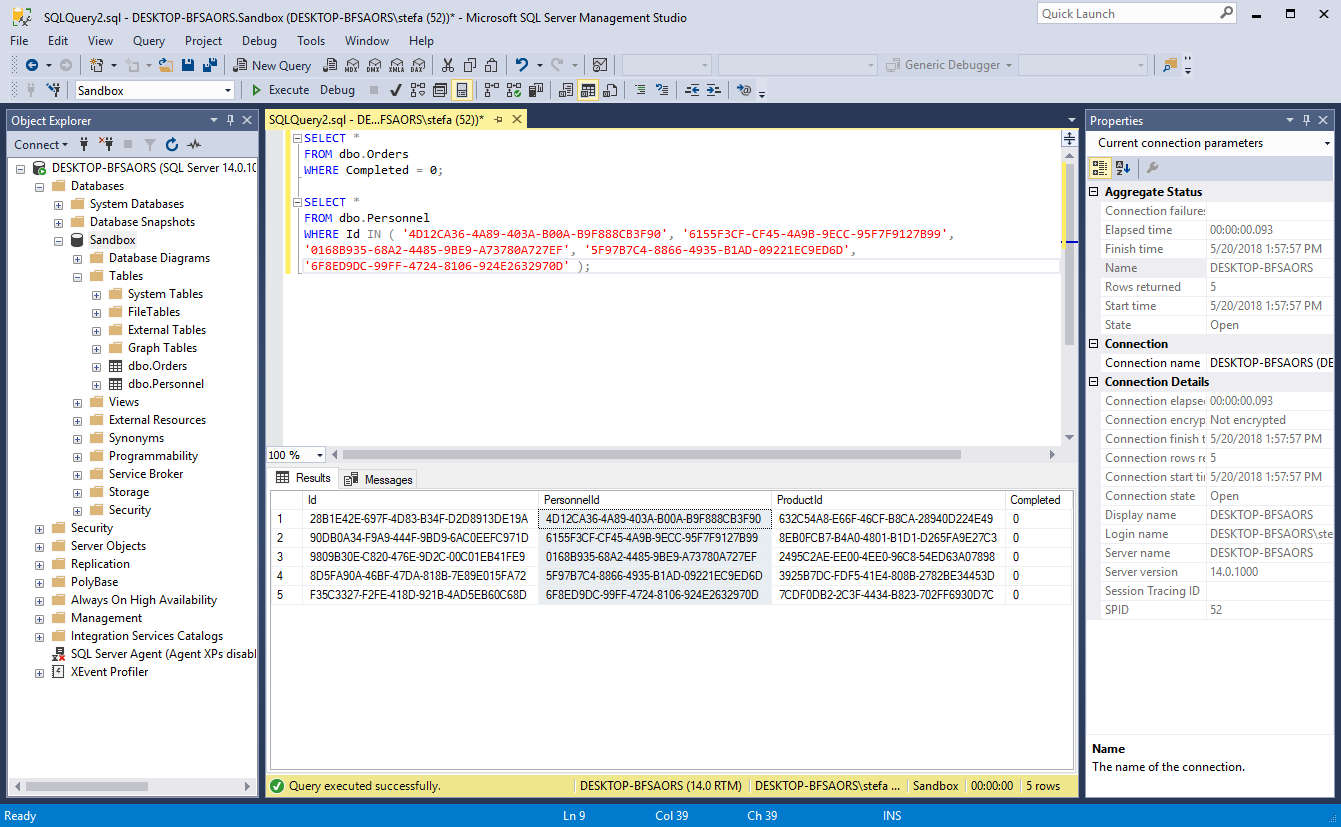 SQLQuery2.sql - DESKTOP-BFSAORS.Sandbox (DESKTOP-BFSAORS\stefa (52))* - Microsoft SQL Server Management Studio
Quick Launch
File Edit View Query Project Debug Tools Window Help
New Query MDX DMX XMLA DAX Generic Debugger
Sandbox Execute Debug
Object Explorer
Connect
DESKTOP-BFSAORS (SQL Server 14.0.10
Databases
System Databases
Database Snapshots
Sandbox
Database Diagrams
Tables
System Tables
FileTables
External Tables
Graph Tables
dbo.Orders
dbo.Personnel
Views
External Resources
Synonyms
Programmability
Service Broker
Storage
Security
Security
Server Objects
Replication
PolyBase
Always On High Availability
Management
Integration Services Catalogs
SQL Server Agent (Agent XPs disabl
XEvent Profiler
SQLQuery2.sql - DE...FSAORS\stefa (52))*
SELECT *
FROM dbo.Orders
WHERE Completed = 0;
SELECT *
FROM dbo.Personnel
WHERE Id IN ( '4D12CA36-4A89-403A-B00A-B9F888CB3F90', '6155F3CF-CF45-4A9B-9ECC-95F7F9127B99',
'0168B935-68A2-4485-9BE9-A73780A727EF', '5F97B7C4-8866-4935-B1AD-09221EC9ED6D',
'6F8ED9DC-99FF-4724-8106-924E2632970D' );
100 %
Results Messages
Id PersonnelId ProductId Completed
1 28B1E42E-697F-4D83-B34F-D2D8913DE19A 4D12CA36-4A89-403A-B00A-B9F888CB3F90 632C54A8-E66F-46CF-B8CA-28940D224E49 0
2 90DB0A34-F9A9-444F-9BD9-6AC0EEFC971D 6155F3CF-CF45-4A9B-9ECC-95F7F9127B99 8EB0FCB7-B4A0-4801-B1D1-D265FA9E27C3 0
3 9809B30E-C820-476E-9D2C-00C01EB41FE9 0168B935-68A2-4485-9BE9-A73780A727EF 2495C2AE-EE00-4EE0-96C8-54ED63A07898 0
4 8D5FA90A-46BF-47DA-818B-7E89E015FA72 5F97B7C4-8866-4935-B1AD-09221EC9ED6D 3925B7DC-FDF5-41E4-808B-2782BE34453D 0
5 F35C3327-F2FE-418D-921B-4AD5EB60C68D 6F8ED9DC-99FF-4724-8106-924E2632970D 7CDF0DB2-2C3F-4434-B823-702FF6930D7C 0
Query executed successfully. DESKTOP-BFSAORS (14.0 RTM) DESKTOP-BFSAORS\stefa ... Sandbox 00:00:00 5 rows
Properties
Current connection parameters
Aggregate Status
Connection failures
Elapsed time 00:00:00.093
Finish time 5/20/2018 1:57:57 PM
Name DESKTOP-BFSAORS
Rows returned 5
Start time 5/20/2018 1:57:57 PM
State Open
Connection
Connection name DESKTOP-BFSAORS (DE
Connection Details
Connection elapse 00:00:00.093
Connection encryp Not encrypted
Connection finish t 5/20/2018 1:57:57 PM
Connection rows re 5
Connection start ti 5/20/2018 1:57:57 PM
Connection state Open
Display name DESKTOP-BFSAORS
Login name DESKTOP-BFSAORS\ste
Server name DESKTOP-BFSAORS
Server version 14.0.1000
Session Tracing ID
SPID 52
Name
The name of the connection.
Ready Ln 9 Col 39 Ch 39 INS